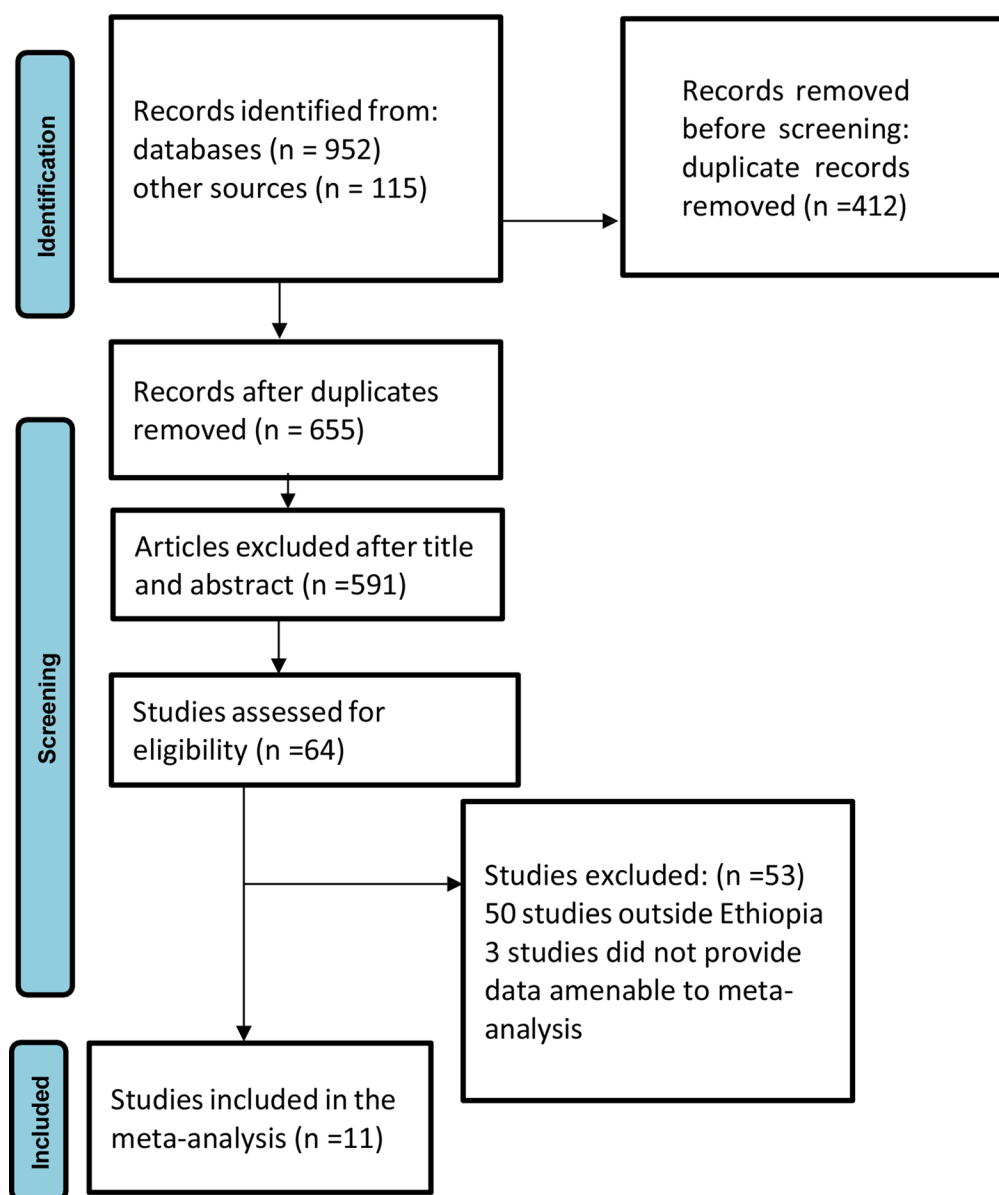 Identification
Records identified from:
databases (n = 952)
other sources (n = 115)
Records removed
before screening:
duplicate records
removed (n =412)
Screening
Records after duplicates
removed (n = 655)
Articles excluded after title
and abstract (n =591)
Studies assessed for
eligibility (n =64)
Studies excluded: (n =53)
50 studies outside Ethiopia
3 studies did not provide
data amenable to meta-
analysis
Included
Studies included in the
meta-analysis (n =11)